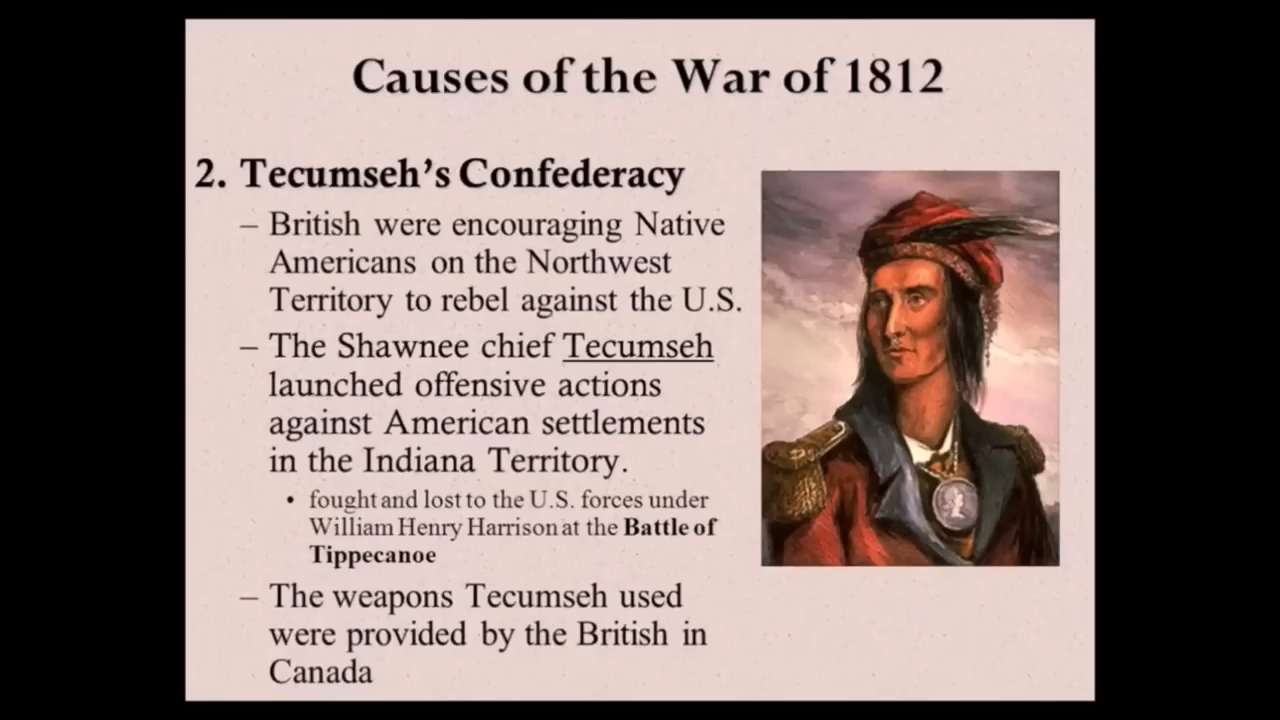 Causes of the War of 1812
2. Tecumseh's Confederacy
– British were encouraging Native
Americans on the Northwest
Territory to rebel against the U.S.
– The Shawnee chief Tecumseh
launched offensive actions
against American settlements
in the Indiana Territory.
• fought and lost to the U.S. forces under
William Henry Harrison at the Battle of
Tippecanoe
– The weapons Tecumseh used
were provided by the British in
Canada